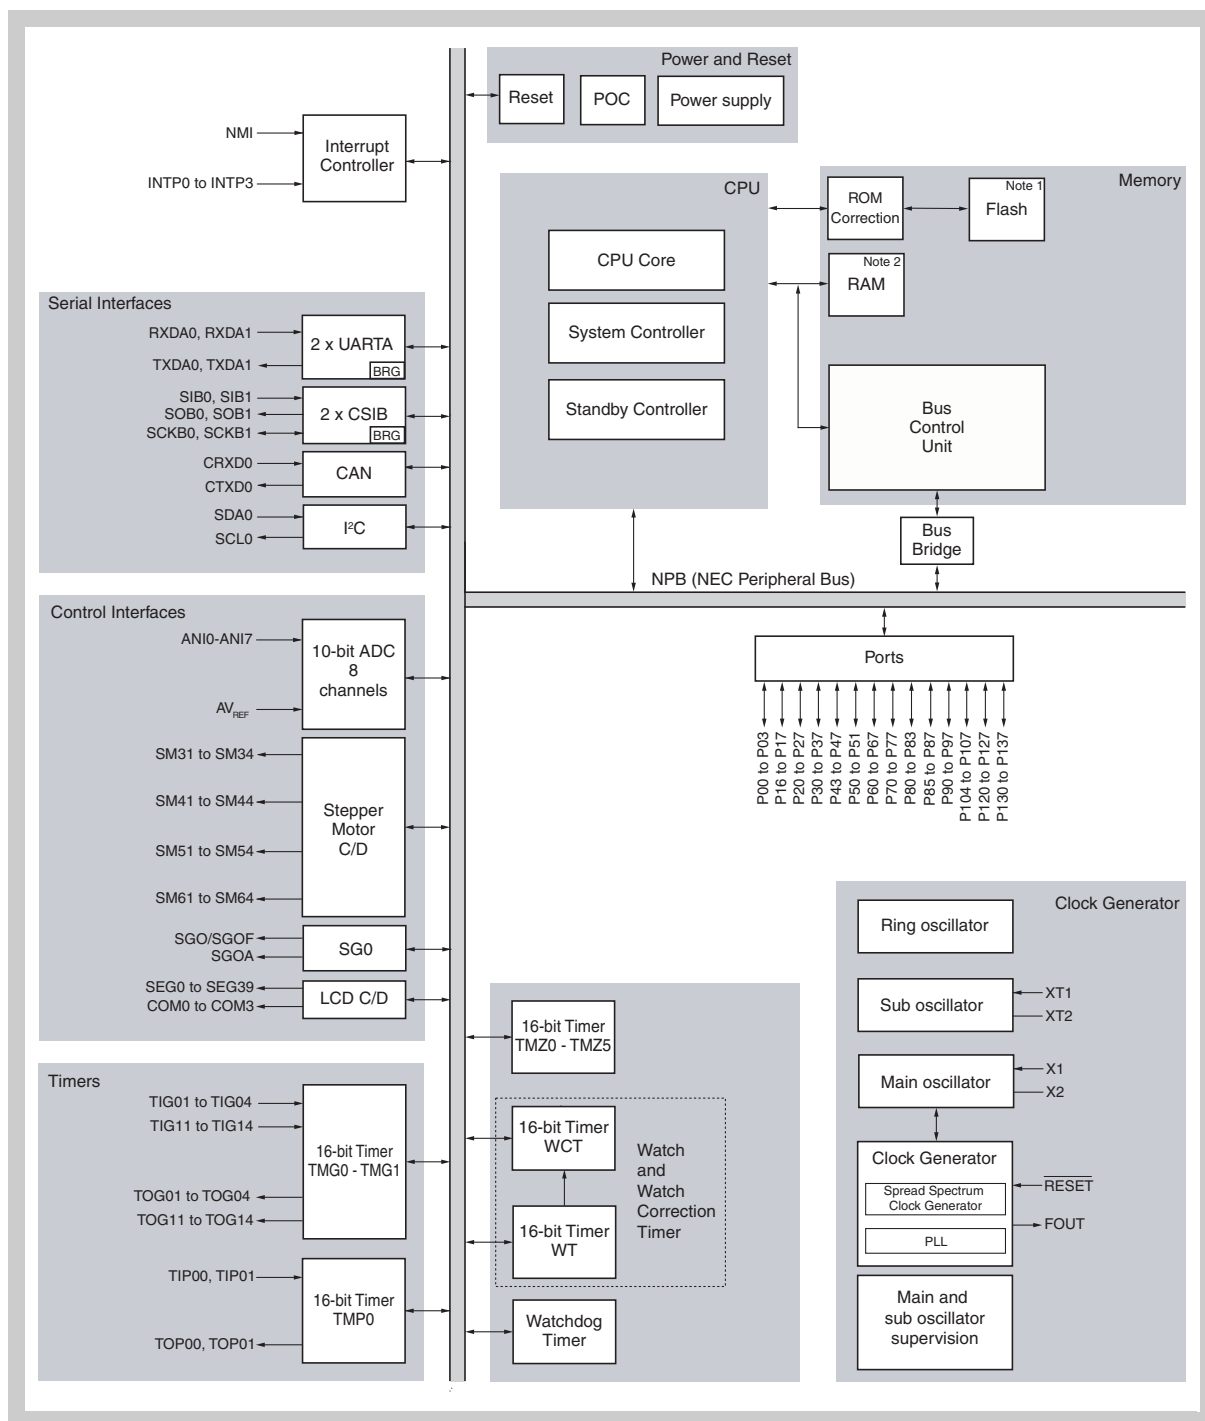 Power and Reset
Reset
POC
Power supply
NMI
INTP0 to INTP3
Interrupt
Controller
CPU
CPU Core
System Controller
Standby Controller
Memory
ROM
Correction
Note 1
Flash
Note 2
RAM
Bus
Control
Unit
Bus
Bridge
NPB (NEC Peripheral Bus)
Serial Interfaces
RXDA0, RXDA1
TXDA0, TXDA1
2 x UARTA
BRG
SIB0, SIB1
SOB0, SOB1
SCKB0, SCKB1
2 x CSIB
BRG
CRXD0
CTXD0
CAN
SDA0
SCL0
I²C
Control Interfaces
ANI0-ANI7
AVREF
10-bit ADC
8
channels
SM31 to SM34
SM41 to SM44
SM51 to SM54
SM61 to SM64
Stepper
Motor
C/D
SGO/SGOF
SGOA
SG0
SEG0 to SEG39
COM0 to COM3
LCD C/D
Ports
P00 to P03
P16 to P17
P20 to P27
P30 to P37
P43 to P47
P50 to P51
P60 to P67
P70 to P77
P80 to P83
P85 to P87
P90 to P97
P104 to P107
P120 to P127
P130 to P137
Timers
TIG01 to TIG04
TIG11 to TIG14
TOG01 to TOG04
TOG11 to TOG14
16-bit Timer
TMG0 - TMG1
TIP00, TIP01
TOP00, TOP01
16-bit Timer
TMP0
16-bit Timer
TMZ0 - TMZ5
16-bit Timer
WCT
16-bit Timer
WT
Watch
and
Watch
Correction
Timer
Watchdog
Timer
Clock Generator
Ring oscillator
Sub oscillator
XT1
XT2
Main oscillator
X1
X2
Clock Generator
Spread Spectrum
Clock Generator
PLL
RESET
FOUT
Main and
sub oscillator
supervision